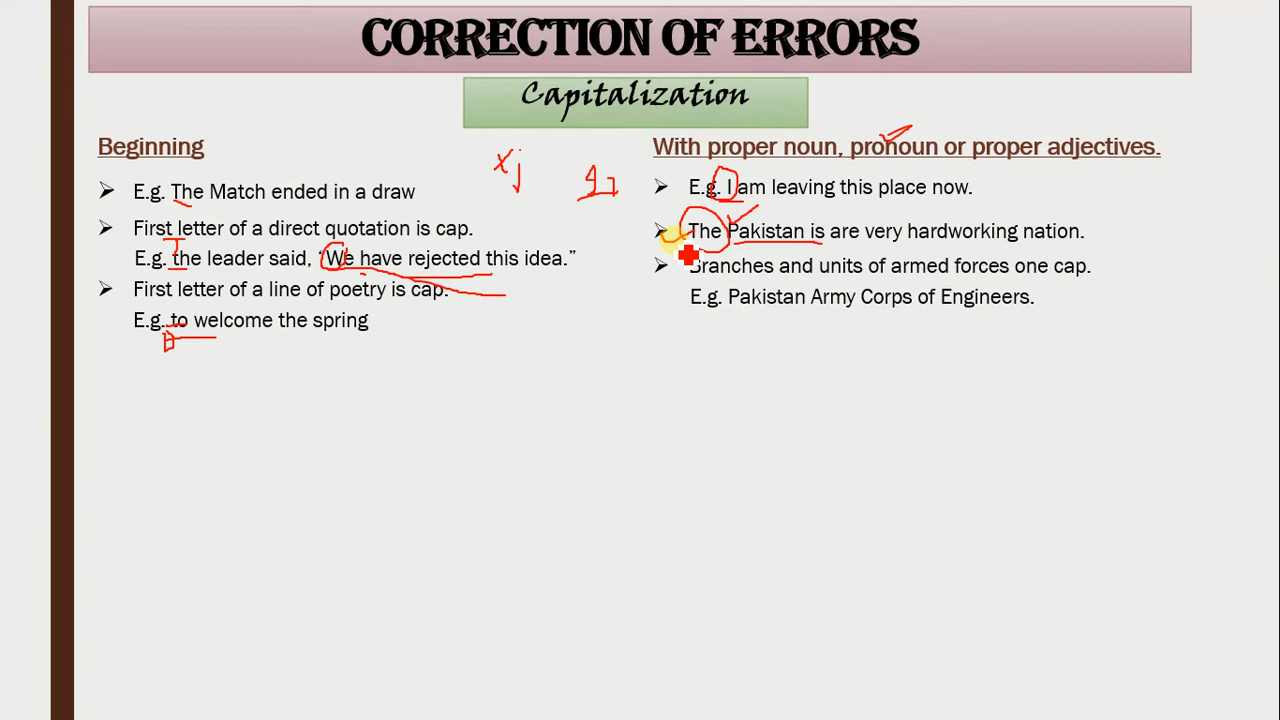 CORRECTION OF ERRORS
Capitalization
Beginning
E.g. The Match ended in a draw
First letter of a direct quotation is cap.
T
E.g. the leader said, “We have rejected this idea.”
First letter of a line of poetry is cap.
E.g. to welcome the spring
With proper noun, pronoun or proper adjectives.
E.g. I am leaving this place now.
The Pakistan is are very hardworking nation.
Branches and units of armed forces one cap.
E.g. Pakistan Army Corps of Engineers.